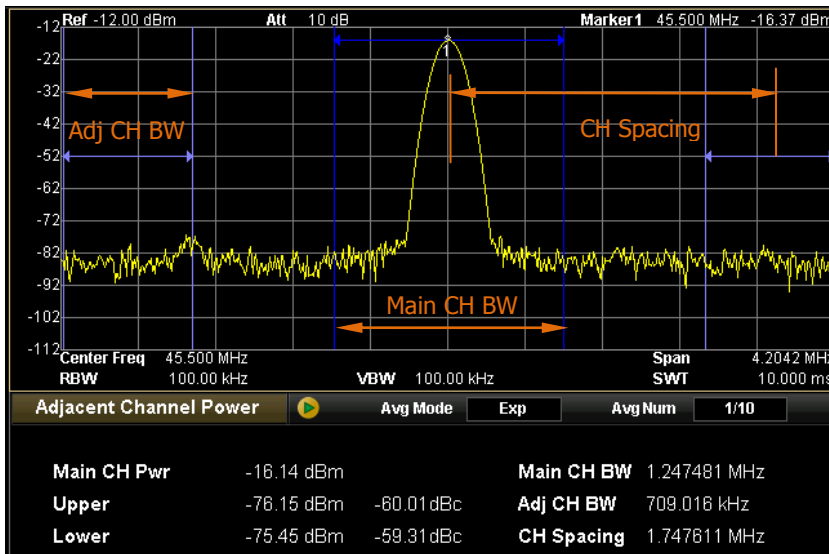 Ref -12.00 dBm Att 10 dB Marker1 45.500 MHz -16.37 dBm
-12
-22
1
-32
-42
Adj CH BW CH Spacing
-52
-62
-72
-82
-92
Main CH BW
-102
-112
Center Freq 45.500 MHz Span 4.2042 MHz
RBW 100.00 kHz VBW 100.00 kHz SWT 10.000 ms
Adjacent Channel Power Avg Mode Exp Avg Num 1/10
Main CH Pwr -16.14 dBm Main CH BW 1.247481 MHz
Upper -76.15 dBm -60.01dBc Adj CH BW 709.016 kHz
Lower -75.45 dBm -59.31dBc CH Spacing 1.747611 MHz